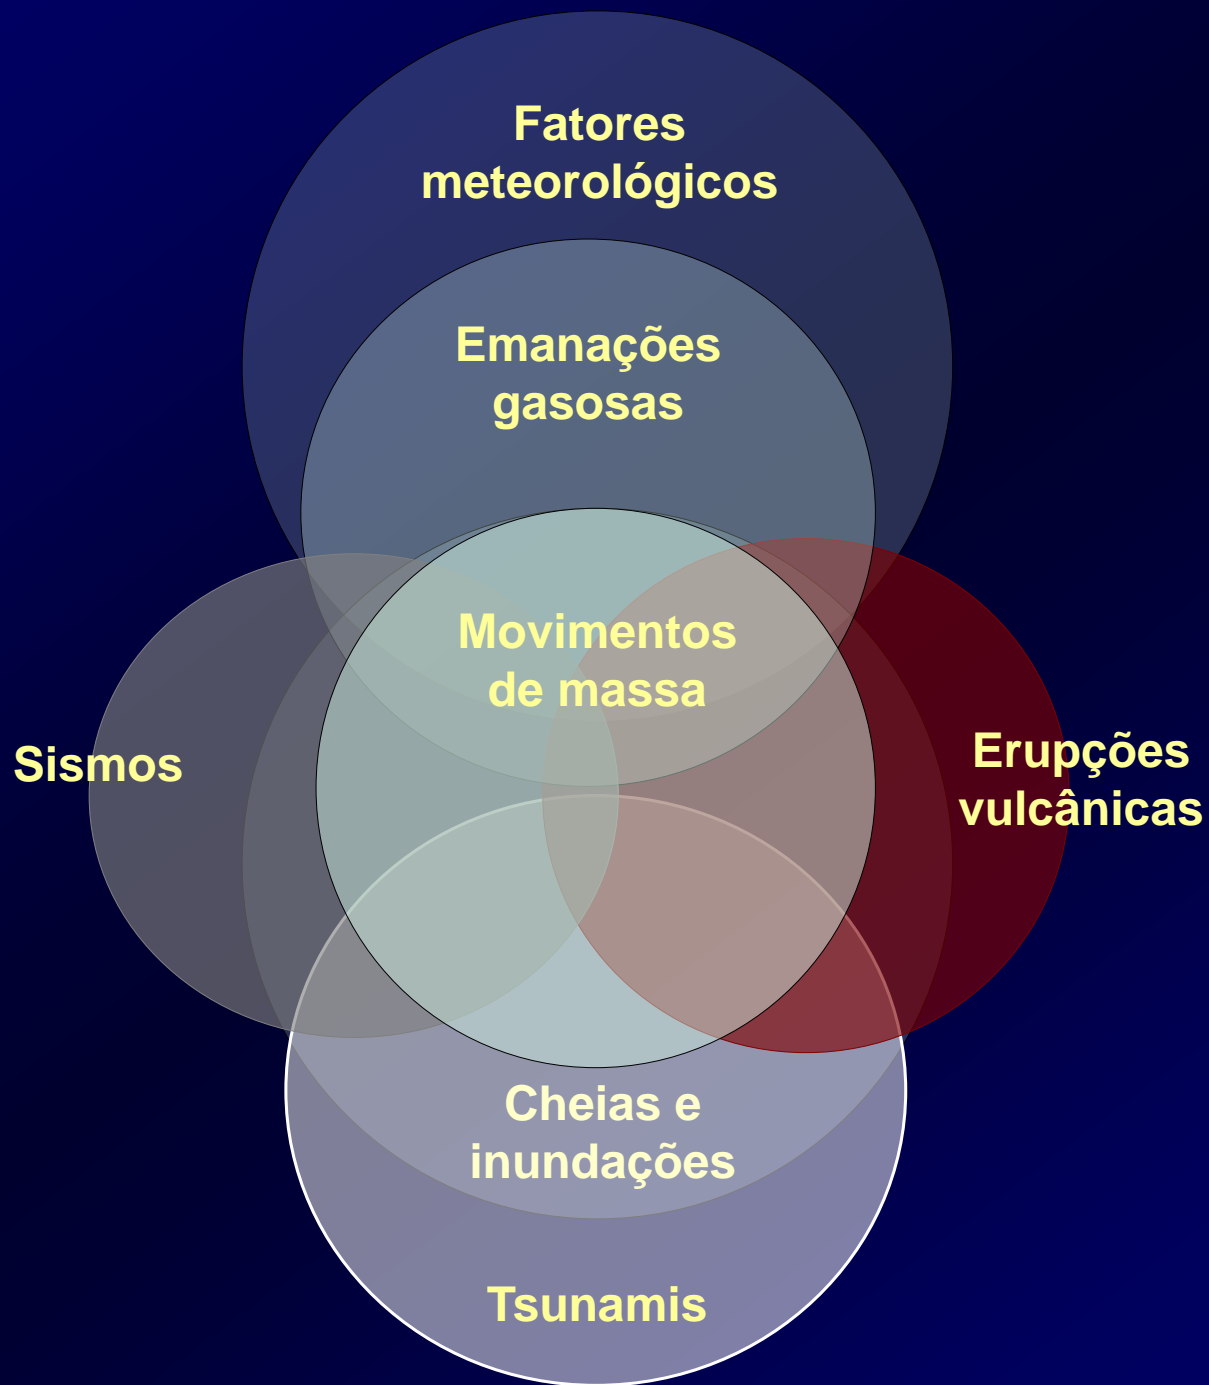 Fatores
meteorológicos
Emanações
gasosas
Movimentos
de massa
Sismos
Erupções
vulcânicas
Cheias e
inundações
Tsunamis